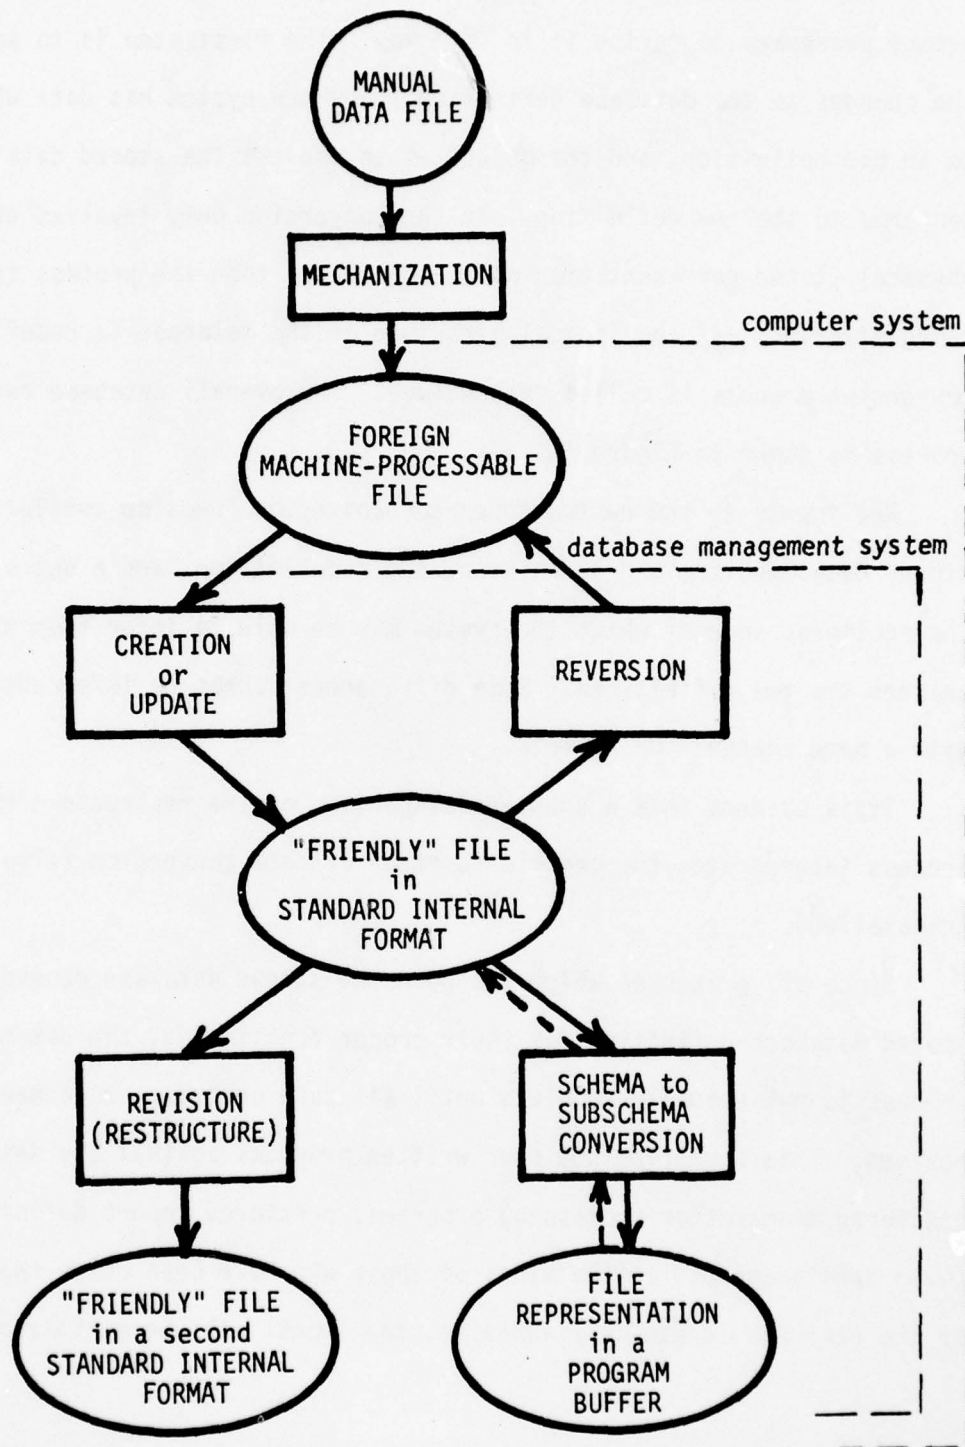 MANUAL
DATA FILE
MECHANIZATION
computer system
FOREIGN
MACHINE-PROCESSABLE
FILE
database management system
CREATION
or
UPDATE
REVERSION
"FRIENDLY" FILE
in
STANDARD INTERNAL
FORMAT
REVISION
(RESTRUCTURE)
SCHEMA to
SUBSCHEMA
CONVERSION
"FRIENDLY" FILE
in a second
STANDARD INTERNAL
FORMAT
FILE
REPRESENTATION
in a
PROGRAM
BUFFER